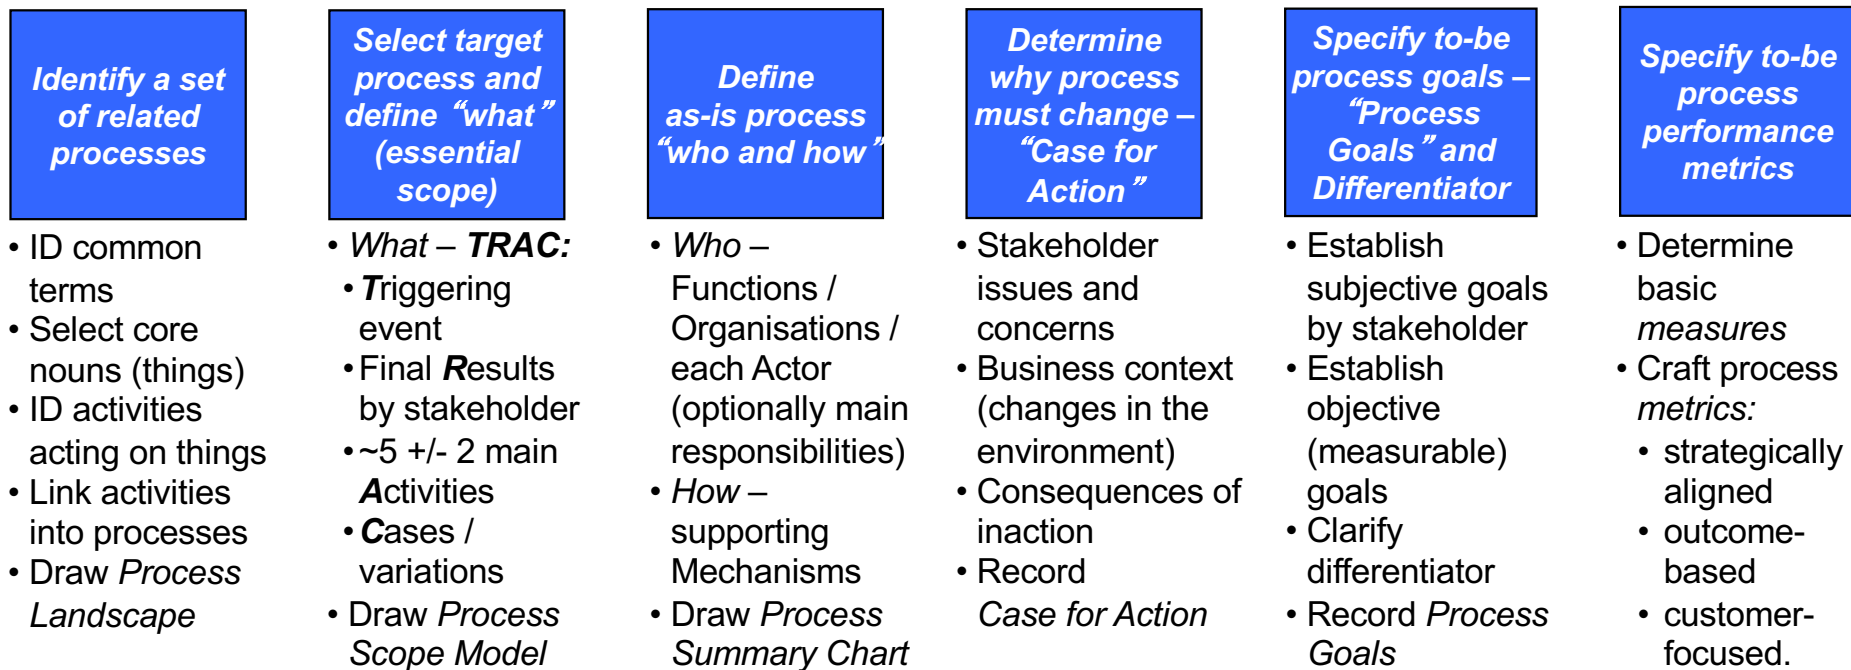 Identify a set
of related
processes
• ID common
terms
• Select core
nouns (things)
• ID activities
acting on things
• Link activities
into processes
• Draw Process
Landscape
Select target
process and
define “what”
(essential
scope)
• What – TRAC:
• Triggering
event
• Final Results
by stakeholder
• ~5 +/- 2 main
Activities
• Cases /
variations
• Draw Process
Scope Model
Define
as-is process
“who and how”
• Who –
Functions /
Organisations /
each Actor
(optionally main
responsibilities)
• How –
supporting
Mechanisms
• Draw Process
Summary Chart
Determine
why process
must change –
“Case for
Action”
• Stakeholder
issues and
concerns
• Business context
(changes in the
environment)
• Consequences of
inaction
• Record
Case for Action
Specify to-be
process goals –
“Process
Goals” and
Differentiator
• Establish
subjective goals
by stakeholder
• Establish
objective
(measurable)
goals
• Clarify
differentiator
• Record Process
Goals
Specify to-be
process
performance
metrics
• Determine
basic
measures
• Craft process
metrics:
• strategically
aligned
• outcome-
based
• customer-
focused.